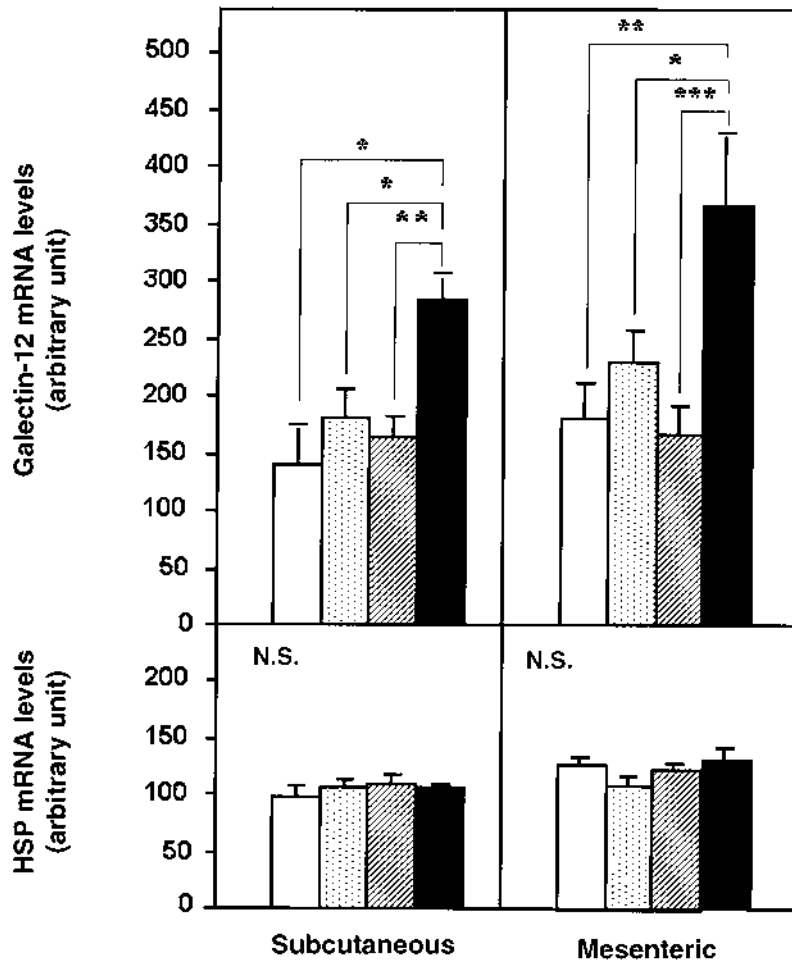 Galectin-12 mRNA levels
(arbitrary unit)
500
450
400
350
300
250
200
150
100
50
0
**
*
***
*
*
**
HSP mRNA levels
(arbitrary unit)
200
150
100
50
0
N.S.
N.S.
Subcutaneous
Mesenteric